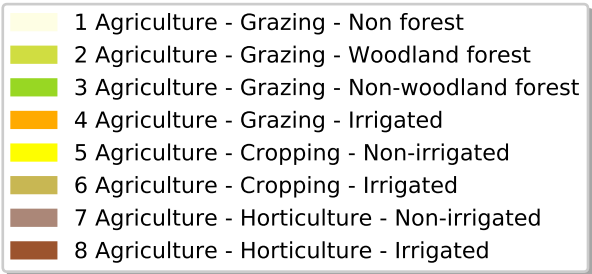 1 Agriculture - Grazing - Non forest
2 Agriculture - Grazing - Woodland forest
3 Agriculture - Grazing - Non-woodland forest
4 Agriculture - Grazing - Irrigated
5 Agriculture - Cropping - Non-irrigated
6 Agriculture - Cropping - Irrigated
7 Agriculture - Horticulture - Non-irrigated
8 Agriculture - Horticulture - Irrigated